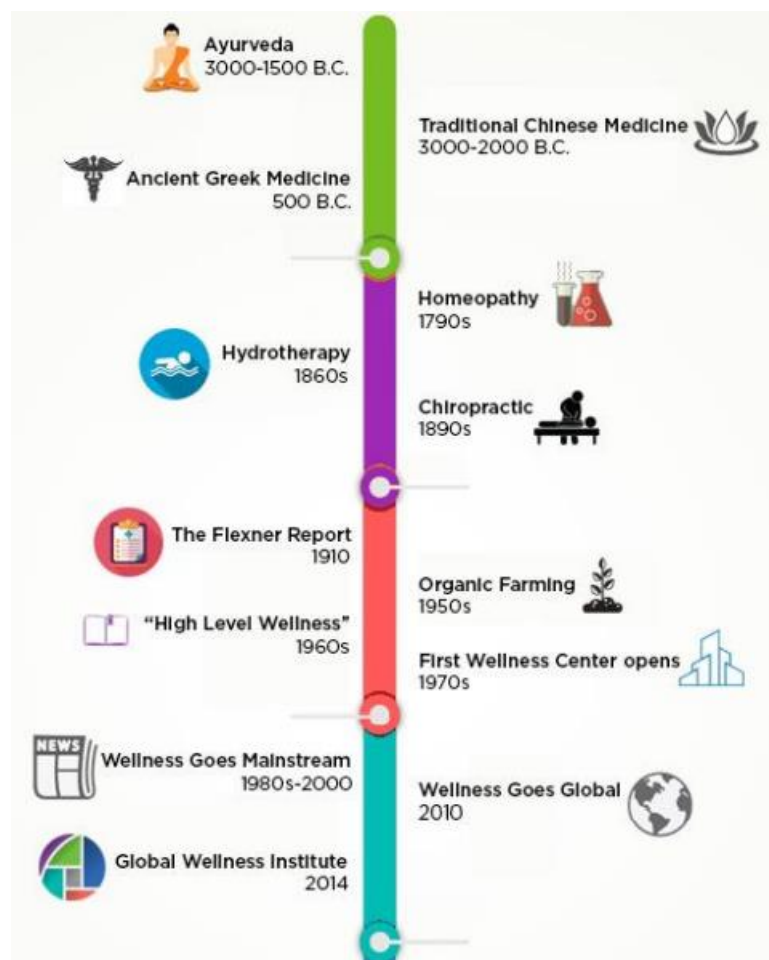 Ayurveda
3000-1500 B.C.
Traditional Chinese Medicine
3000-2000 B.C.
Ancient Greek Medicine
500 B.C.
Homeopathy
1790s
Hydrotherapy
1860s
Chiropractic
1890s
The Flexner Report
1910
Organic Farming
1950s
“High Level Wellness”
1960s
First Wellness Center opens
1970s
NEWS
Wellness Goes Mainstream
1980s-2000
Wellness Goes Global
2010
Global Wellness Institute
2014